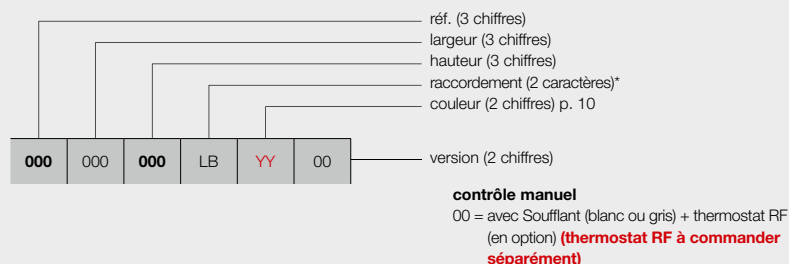 réf. (3 chiffres)
largeur (3 chiffres)
hauteur (3 chiffres)
raccordement (2 caractères)*
couleur (2 chiffres) p. 10
000 000 000 LB YY 00
version (2 chiffres)
contrôle manuel
00 = avec Soufflant (blanc ou gris) + thermostat RF
(en option) (thermostat RF à commander
séparément)